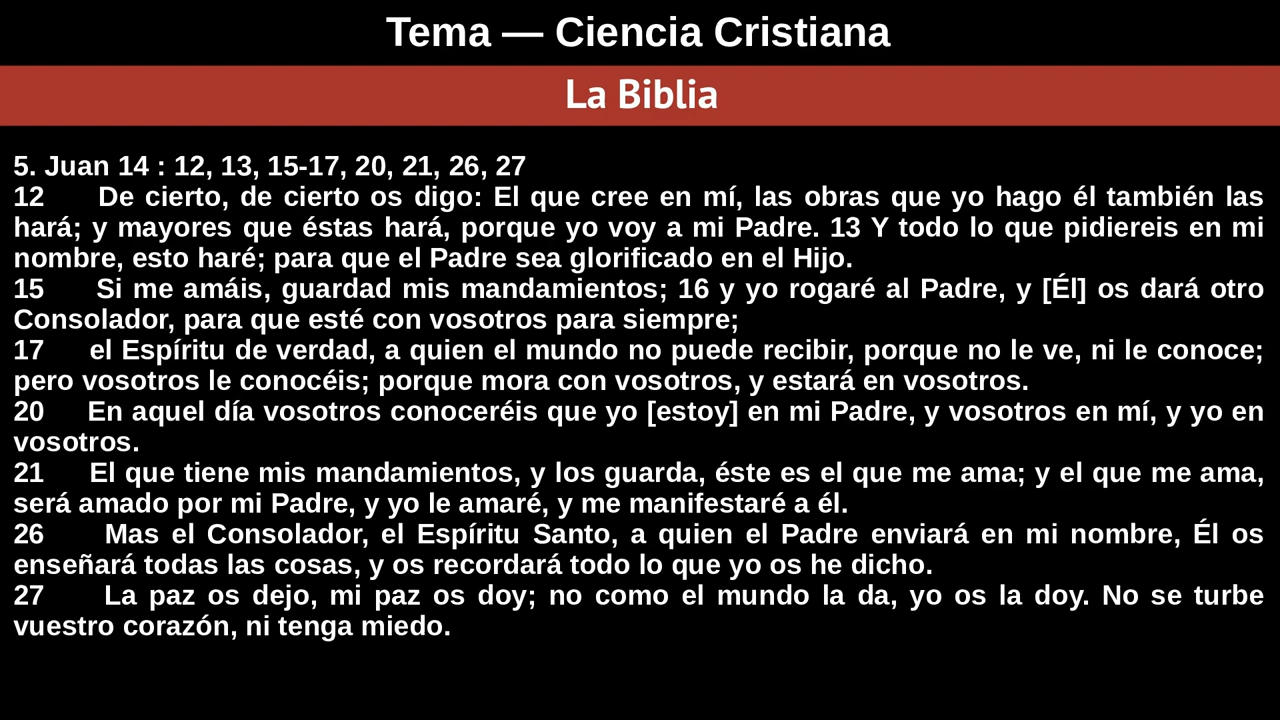 Tema — Ciencia Cristiana
La Biblia
5. Juan 14 : 12, 13, 15-17, 20, 21, 26, 27
12 De cierto, de cierto os digo: El que cree en mí, las obras que yo hago él también las
hará; y mayores que éstas hará, porque yo voy a mi Padre. 13 Y todo lo que pidiereis en mi
nombre, esto haré; para que el Padre sea glorificado en el Hijo.
15 Si me amáis, guardad mis mandamientos; 16 y yo rogaré al Padre, y [Él] os dará otro
Consolador, para que esté con vosotros para siempre;
17 el Espíritu de verdad, a quien el mundo no puede recibir, porque no le ve, ni le conoce;
pero vosotros le conocéis; porque mora con vosotros, y estará en vosotros.
20 En aquel día vosotros conoceréis que yo [estoy] en mi Padre, y vosotros en mí, y yo en
vosotros.
21 El que tiene mis mandamientos, y los guarda, éste es el que me ama; y el que me ama,
será amado por mi Padre, y yo le amaré, y me manifestaré a él.
26 Mas el Consolador, el Espíritu Santo, a quien el Padre enviará en mi nombre, Él os
enseñará todas las cosas, y os recordará todo lo que yo os he dicho.
27 La paz os dejo, mi paz os doy; no como el mundo la da, yo os la doy. No se turbe
vuestro corazón, ni tenga miedo.